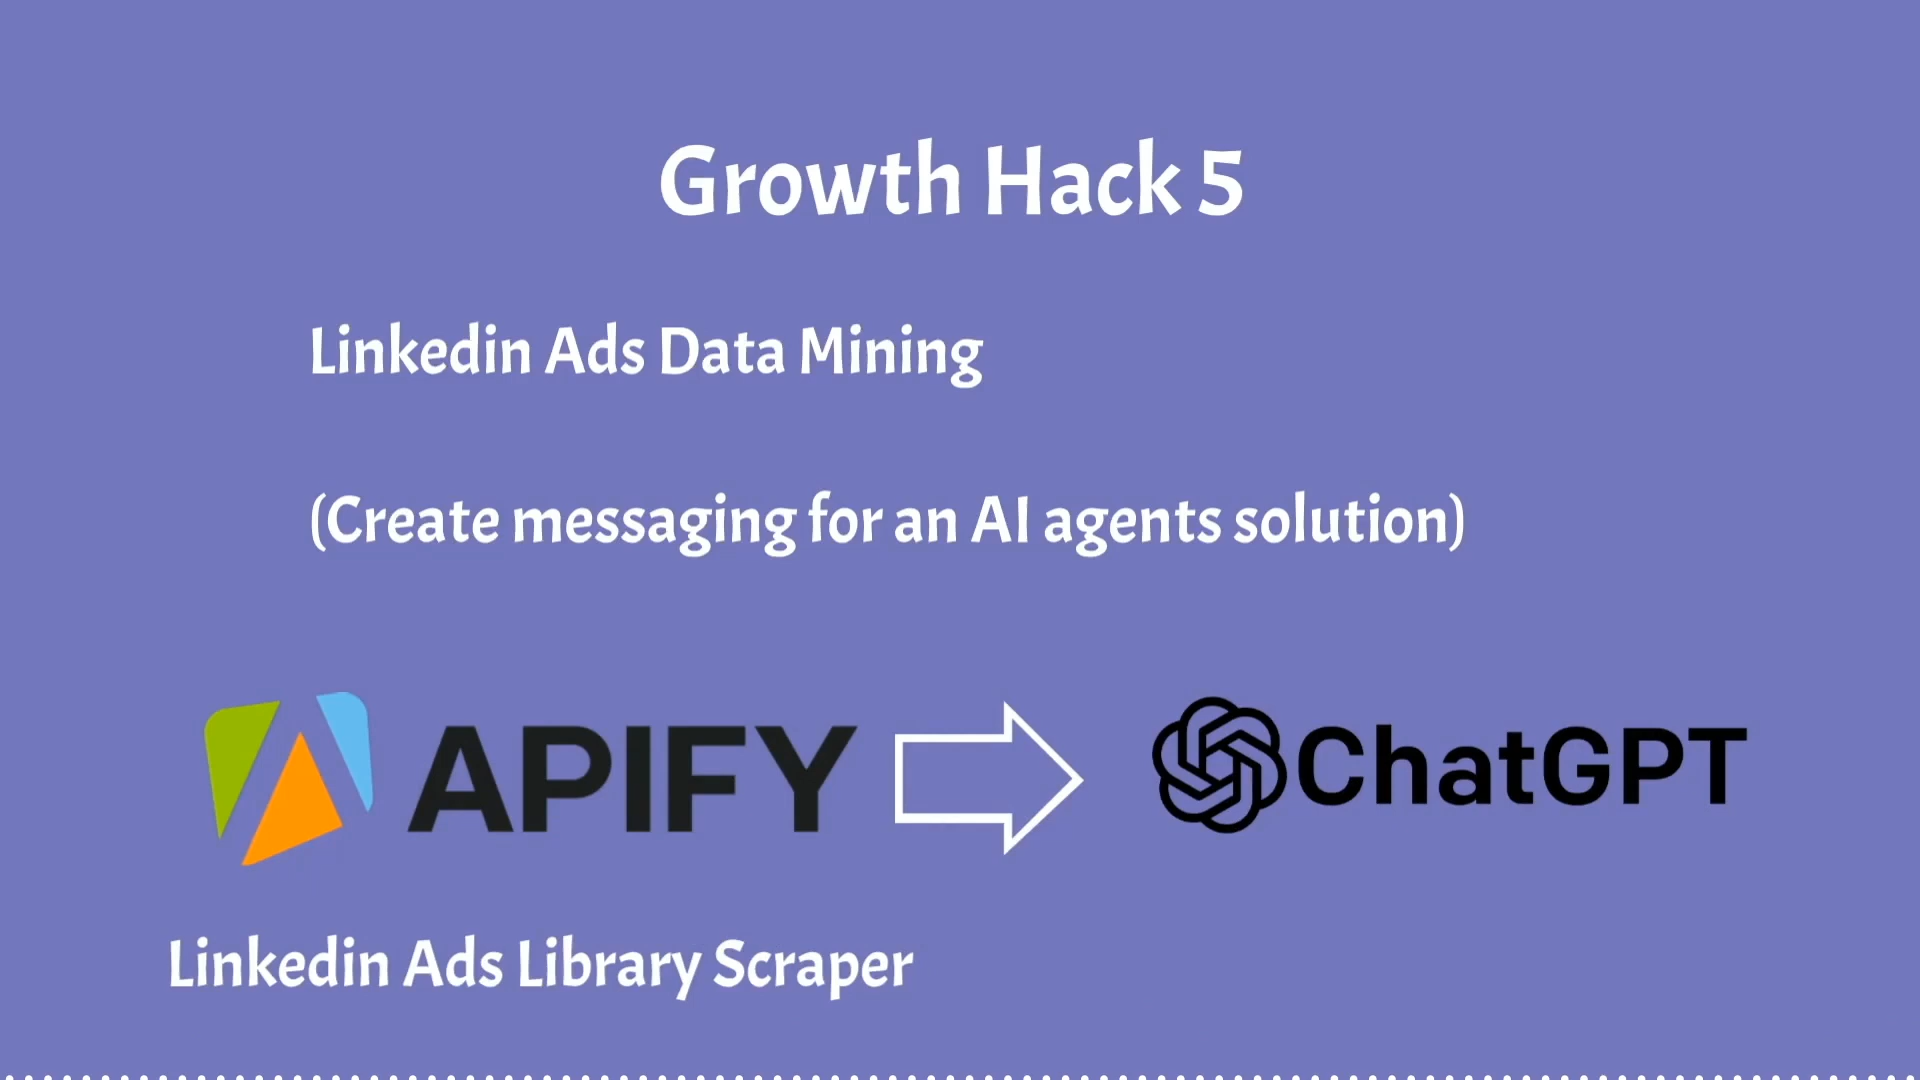 Growth Hack 5
Linkedin Ads Data Mining
(Create messaging for an AI agents solution)
APIFY
ChatGPT
Linkedin Ads Library Scraper